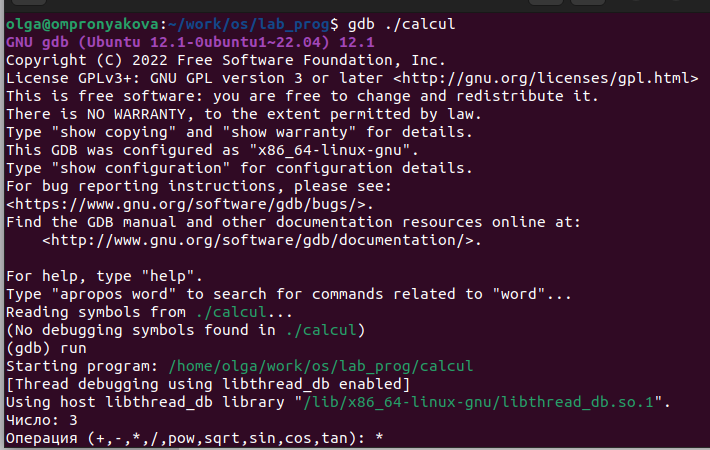 olga@ompronyakova:~/work/os/lab_prog$ gdb ./calcul
GNU gdb (Ubuntu 12.1-0ubuntu1~22.04) 12.1
Copyright (C) 2022 Free Software Foundation, Inc.
License GPLv3+: GNU GPL version 3 or later <http://gnu.org/licenses/gpl.html>
This is free software: you are free to change and redistribute it.
There is NO WARRANTY, to the extent permitted by law.
Type "show copying" and "show warranty" for details.
This GDB was configured as "x86_64-linux-gnu".
Type "show configuration" for configuration details.
For bug reporting instructions, please see:
<https://www.gnu.org/software/gdb/bugs/>.
Find the GDB manual and other documentation resources online at:
    <http://www.gnu.org/software/gdb/documentation/>.
For help, type "help".
Type "apropos word" to search for commands related to "word"...
Reading symbols from ./calcul...
(No debugging symbols found in ./calcul)
(gdb) run
Starting program: /home/olga/work/os/lab_prog/calcul
[Thread debugging using libthread_db enabled]
Using host libthread_db library "/lib/x86_64-linux-gnu/libthread_db.so.1".
Число: 3
Операция (+,-,*,/,pow,sqrt,sin,cos,tan): *